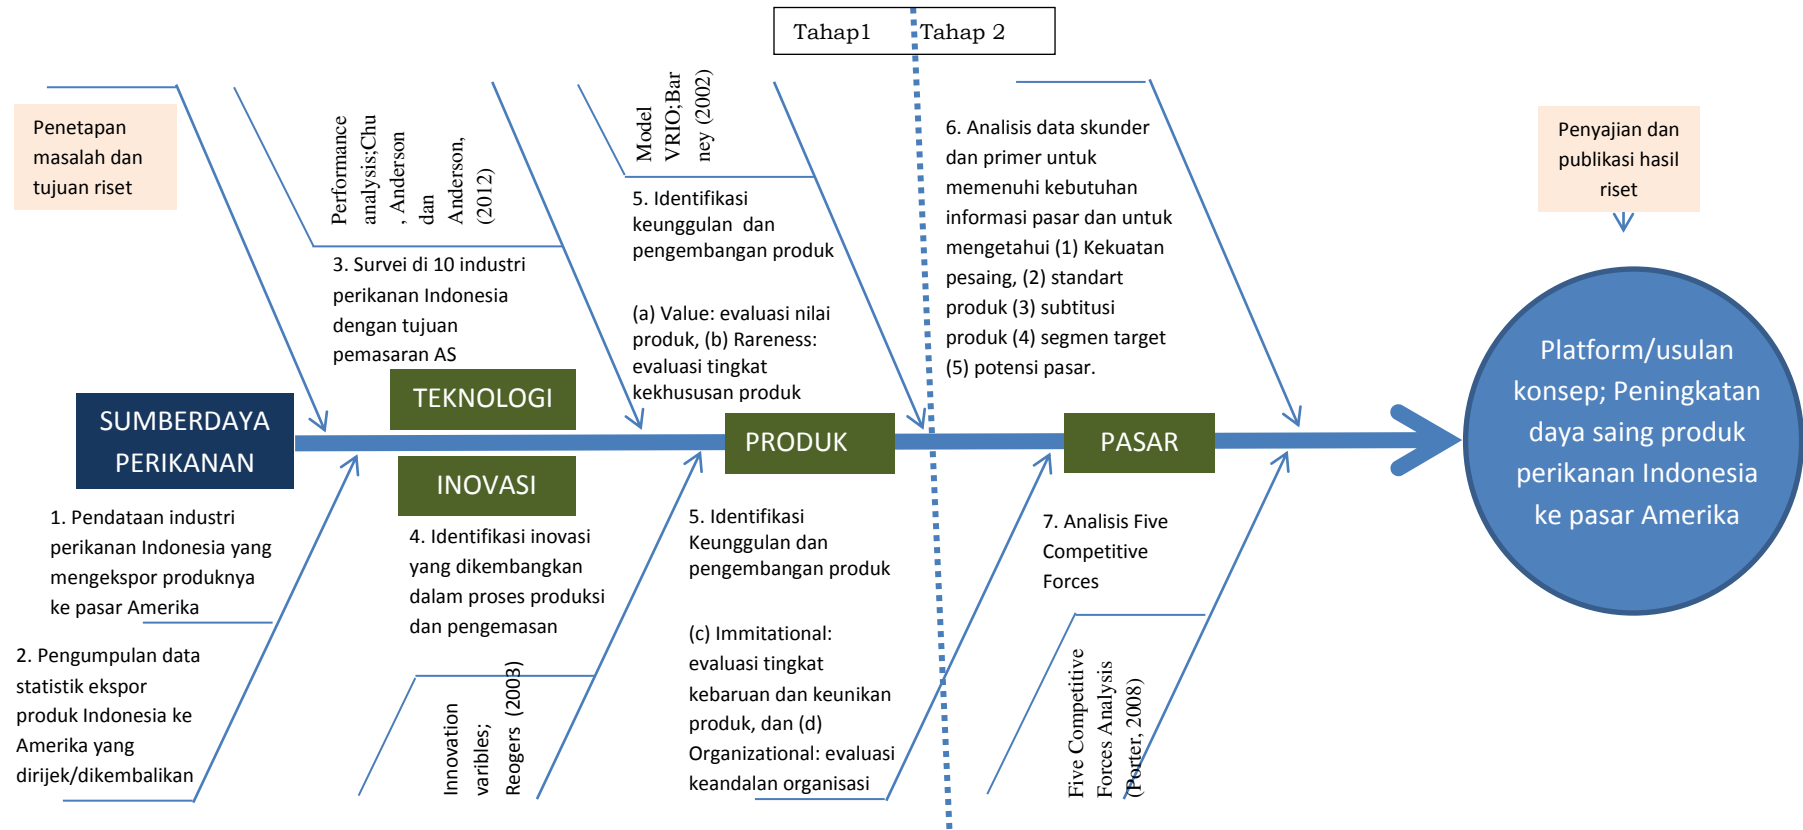 Tahap1 Tahap 2
Penetapan
masalah dan
tujuan riset
Performance
analysis;Chu
, Anderson
dan
Anderson,
(2012)
3. Survei di 10 industri
perikanan Indonesia
dengan tujuan
pemasaran AS
Model
VRIO;Bar
ney (2002)
5. Identifikasi
keunggulan dan
pengembangan produk
(a) Value: evaluasi nilai
produk, (b) Rareness:
evaluasi tingkat
kekhususan produk
6. Analisis data skunder
dan primer untuk
memenuhi kebutuhan
informasi pasar dan untuk
mengetahui (1) Kekuatan
pesaing, (2) standart
produk (3) subtitusi
produk (4) segmen target
(5) potensi pasar.
Penyajian dan
publikasi hasil
riset
SUMBERDAYA
PERIKANAN
TEKNOLOGI
INOVASI
PRODUK
PASAR
Platform/usulan
konsep; Peningkatan
daya saing produk
perikanan Indonesia
ke pasar Amerika
1. Pendataan industri
perikanan Indonesia yang
mengekspor produknya
ke pasar Amerika
2. Pengumpulan data
statistik ekspor
produk Indonesia ke
Amerika yang
dirijek/dikembalikan
4. Identifikasi inovasi
yang dikembangkan
dalam proses produksi
dan pengemasan
Innovation
varibles;
Reogers (2003)
5. Identifikasi
Keunggulan dan
pengembangan produk
(c) Immitational:
evaluasi tingkat
kebaruan dan keunikan
produk, dan (d)
Organizational: evaluasi
keandalan organisasi
7. Analisis Five
Competitive
Forces
Five Competitive
Forces Analysis
(Porter, 2008)